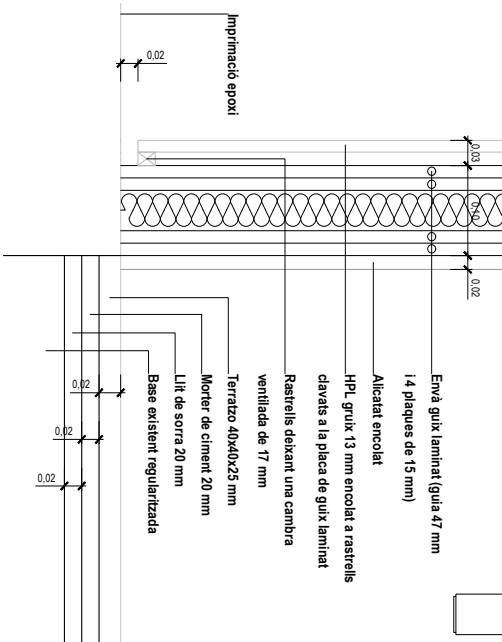 Imprimació epoxi
0,02
0,03
0,10
0,02
Envà guix laminat (guia 47 mm
i 4 plaques de 15 mm)
Alicatat encolat
HPL gruix 13 mm encolat a rastrells
clavats a la placa de guix laminat
Rastrells deixant una cambra
ventilada de 17 mm
Terratzo 40x40x25 mm
Morter de ciment 20 mm
Llit de sorra 20 mm
Base existent regularitzada
0,02
0,02
0,02